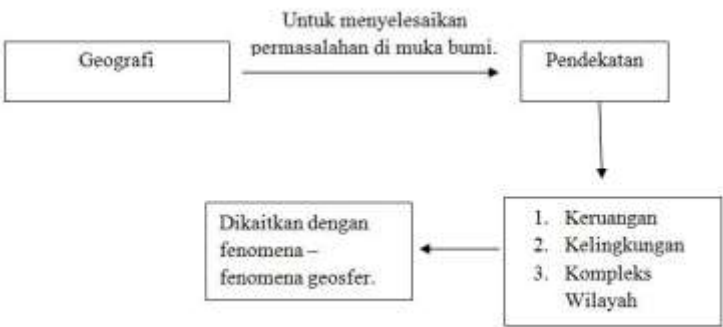 Untuk menyelesaikan
permasalahan di muka bumi.
Geografi
Pendekatan
1. Keruangan
2. Kelingkungan
3. Kompleks
Wilayah
Dikaitkan dengan
fenomena –
fenomena geosfer.